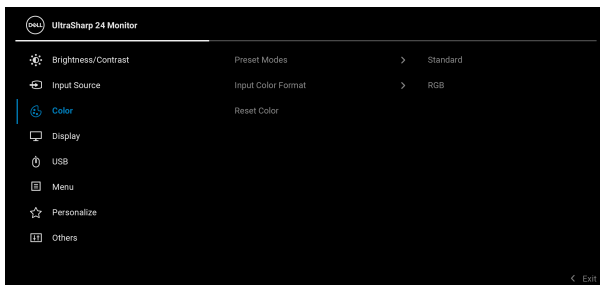 DELL UltraSharp 24 Monitor
Brightness/Contrast Preset Modes > Standard
Input Source Input Color Format > RGB
Color Reset Color
Display
USB
Menu
Personalize
Others
< Exit